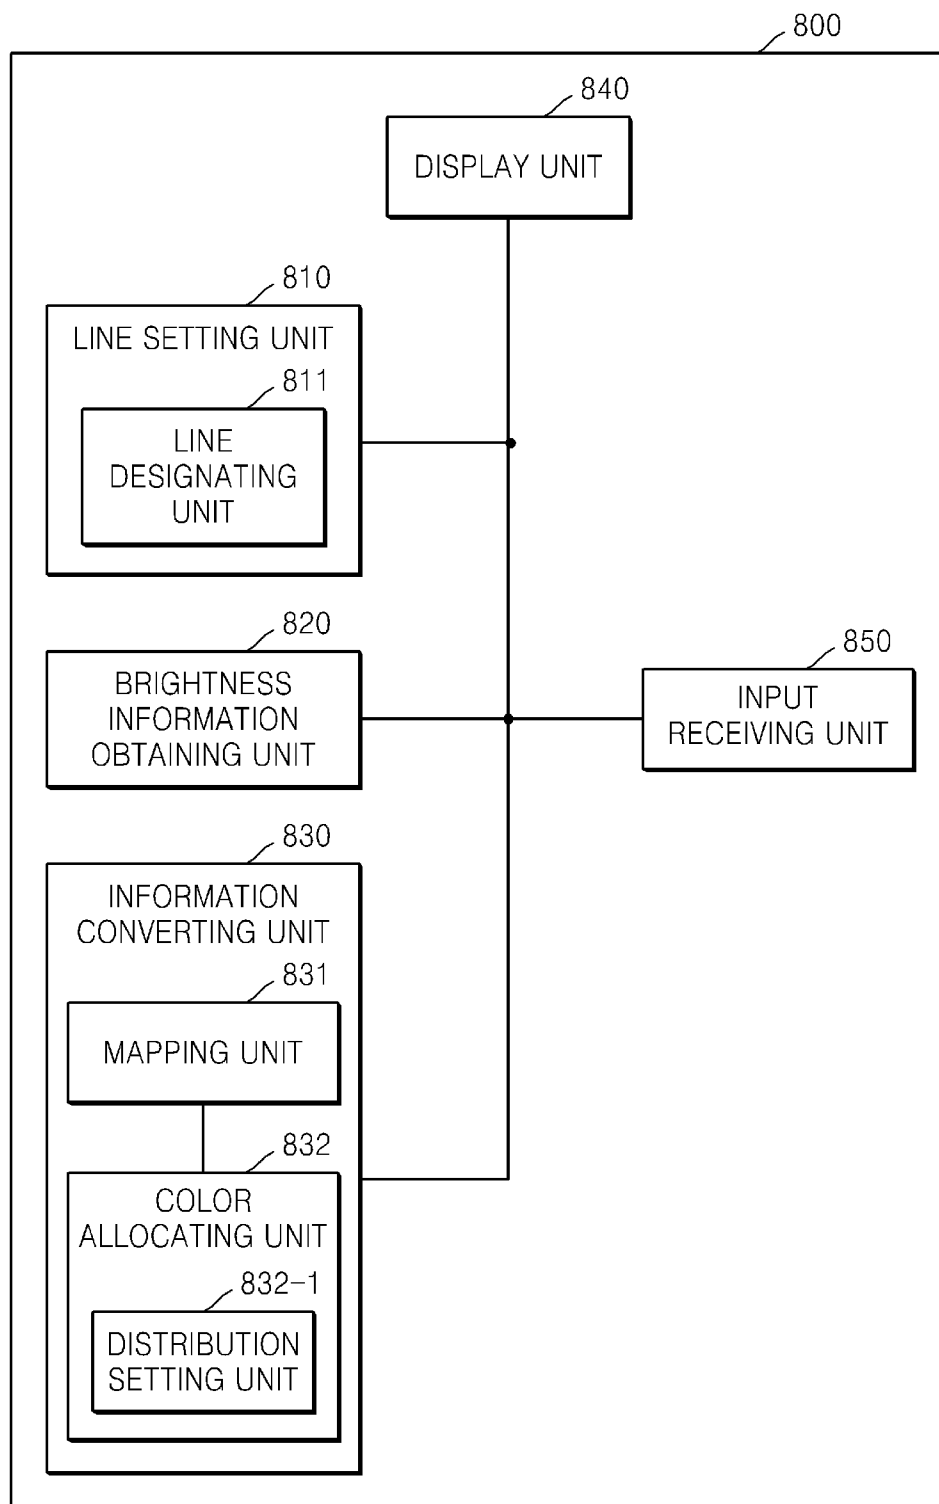 800
840
DISPLAY UNIT
810
LINE SETTING UNIT
811
LINE
DESIGNATING
UNIT
820
BRIGHTNESS
INFORMATION
OBTAINING UNIT
850
INPUT
RECEIVING UNIT
830
INFORMATION
CONVERTING UNIT
831
MAPPING UNIT
832
COLOR
ALLOCATING UNIT
832-1
DISTRIBUTION
SETTING UNIT